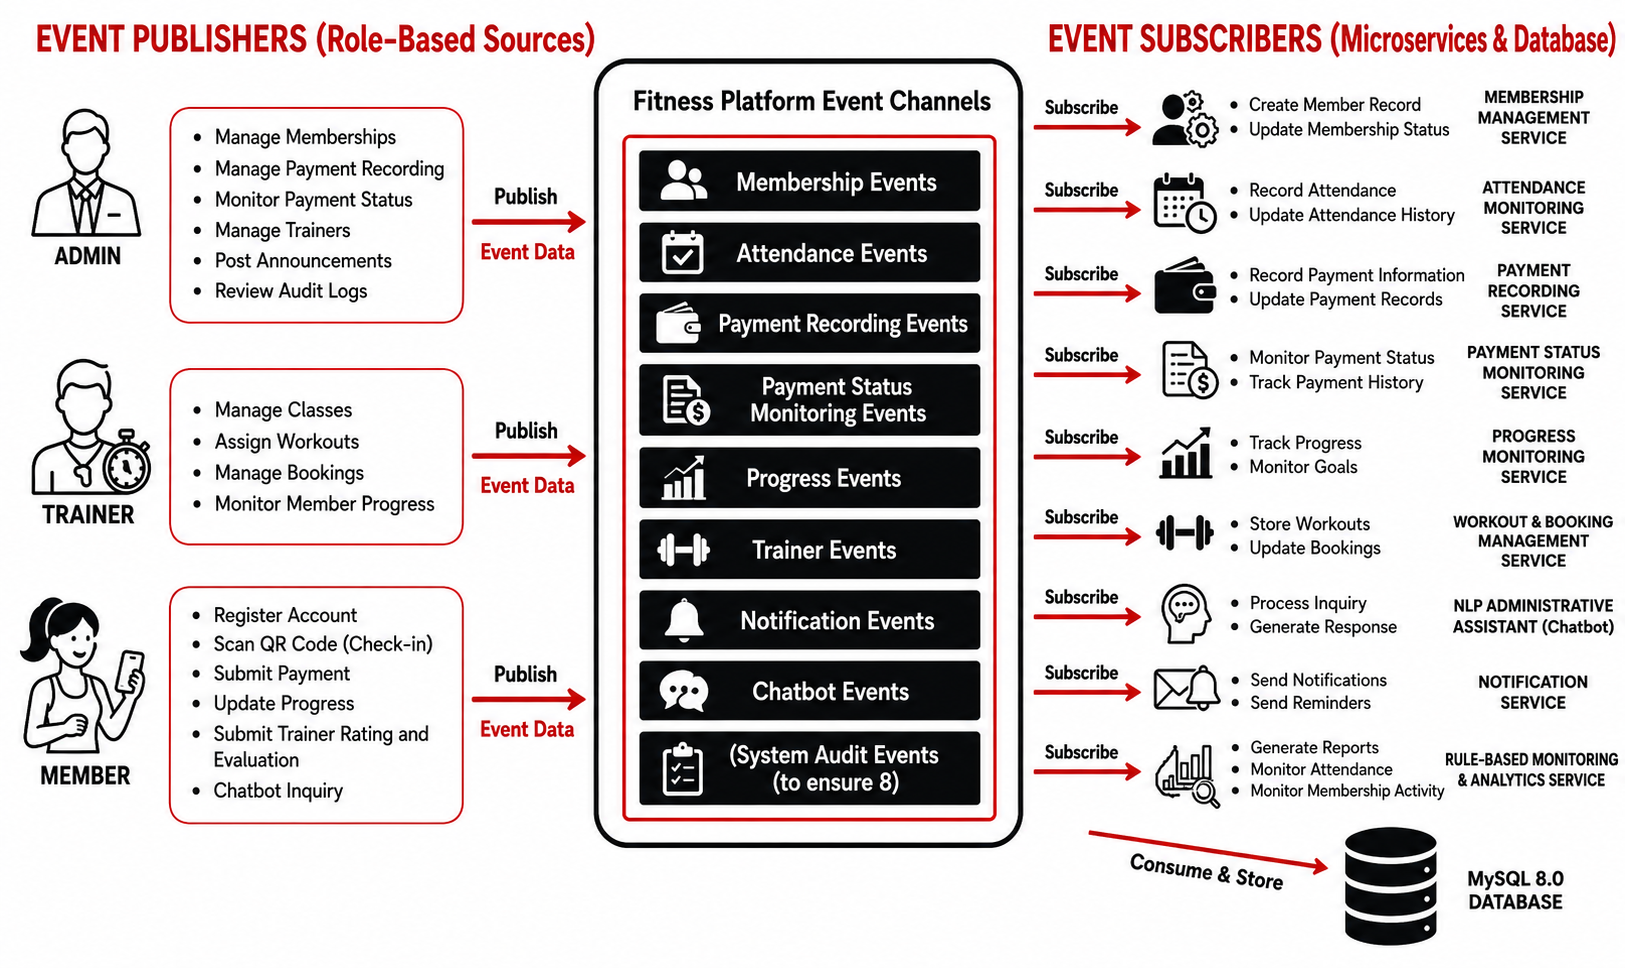 EVENT PUBLISHERS (Role-Based Sources)
ADMIN
• Manage Memberships
• Manage Payment Recording
• Monitor Payment Status
• Manage Trainers
• Post Announcements
• Review Audit Logs
Publish
Event Data
TRAINER
• Manage Classes
• Assign Workouts
• Manage Bookings
• Monitor Member Progress
Publish
Event Data
MEMBER
• Register Account
• Scan QR Code (Check-in)
• Submit Payment
• Update Progress
• Submit Trainer Rating and
Evaluation
• Chatbot Inquiry
Publish
Event Data
Fitness Platform Event Channels
Membership Events
Attendance Events
Payment Recording Events
Payment Status
Monitoring Events
Progress Events
Trainer Events
Notification Events
Chatbot Events
(System Audit Events
(to ensure 8)
EVENT SUBSCRIBERS (Microservices & Database)
Subscribe
• Create Member Record
• Update Membership Status
MEMBERSHIP
MANAGEMENT
SERVICE
Subscribe
• Record Attendance
• Update Attendance History
ATTENDANCE
MONITORING
SERVICE
Subscribe
• Record Payment Information
• Update Payment Records
PAYMENT
RECORDING
SERVICE
Subscribe
• Monitor Payment Status
• Track Payment History
PAYMENT STATUS
MONITORING
SERVICE
Subscribe
• Track Progress
• Monitor Goals
PROGRESS
MONITORING
SERVICE
Subscribe
• Store Workouts
• Update Bookings
WORKOUT & BOOKING
MANAGEMENT
SERVICE
Subscribe
• Process Inquiry
• Generate Response
NLP ADMINISTRATIVE
ASSISTANT (Chatbot)
Subscribe
• Send Notifications
• Send Reminders
NOTIFICATION
SERVICE
Subscribe
• Generate Reports
• Monitor Attendance
• Monitor Membership Activity
RULE-BASED MONITORING
& ANALYTICS SERVICE
Consume & Store
MySQL 8.0
DATABASE